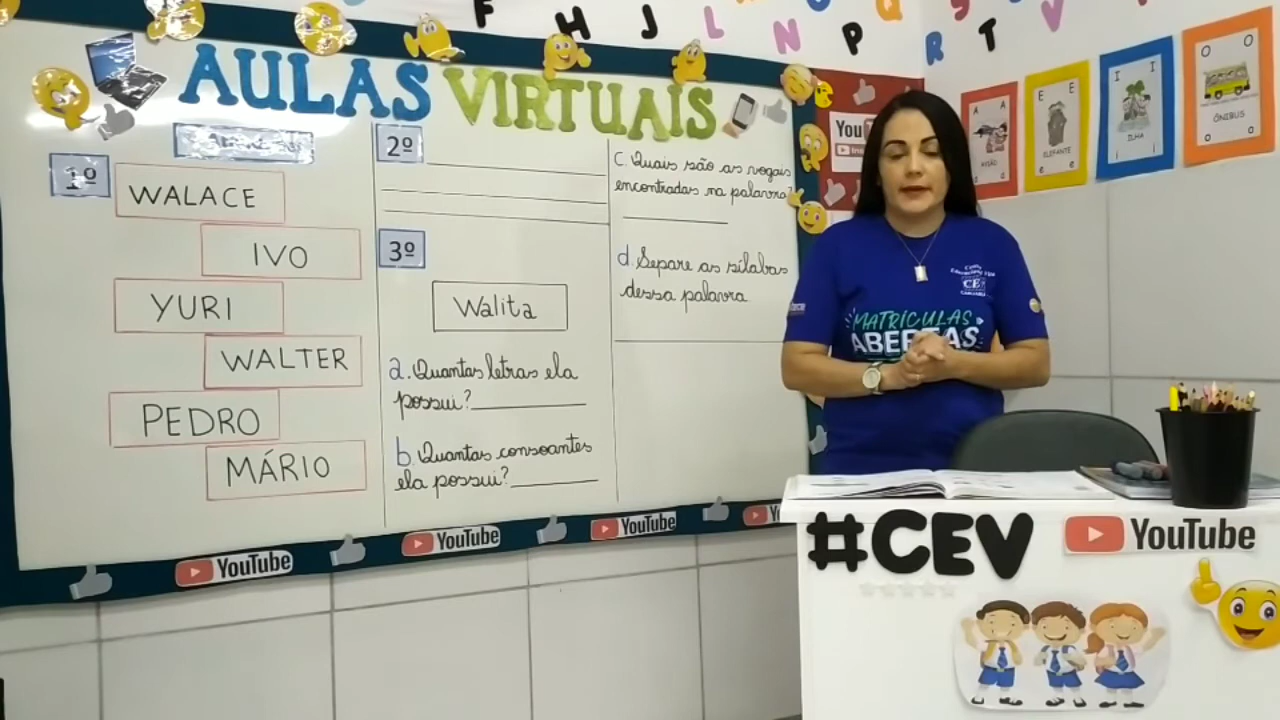 F H J L N P R T V
AULAS VIRTUAIS
1º
WALACE
IVO
YURI
WALTER
PEDRO
MÁRIO
2º
3º
Walita
a. Quantas letras ela
possui?
b Quantas consoantes
ela possui?
c. Quais são as vogais
encontradas na palavra?
d. Separe as sílabas
dessa palavra
YouTube
YouTube
YouTube
You
A A
E E
ELEFANTE
e e
I I
ILHA
i i
O O
ÔNIBUS
o o
MATRÍCULAS
ABERTAS
#CEV
YouTube